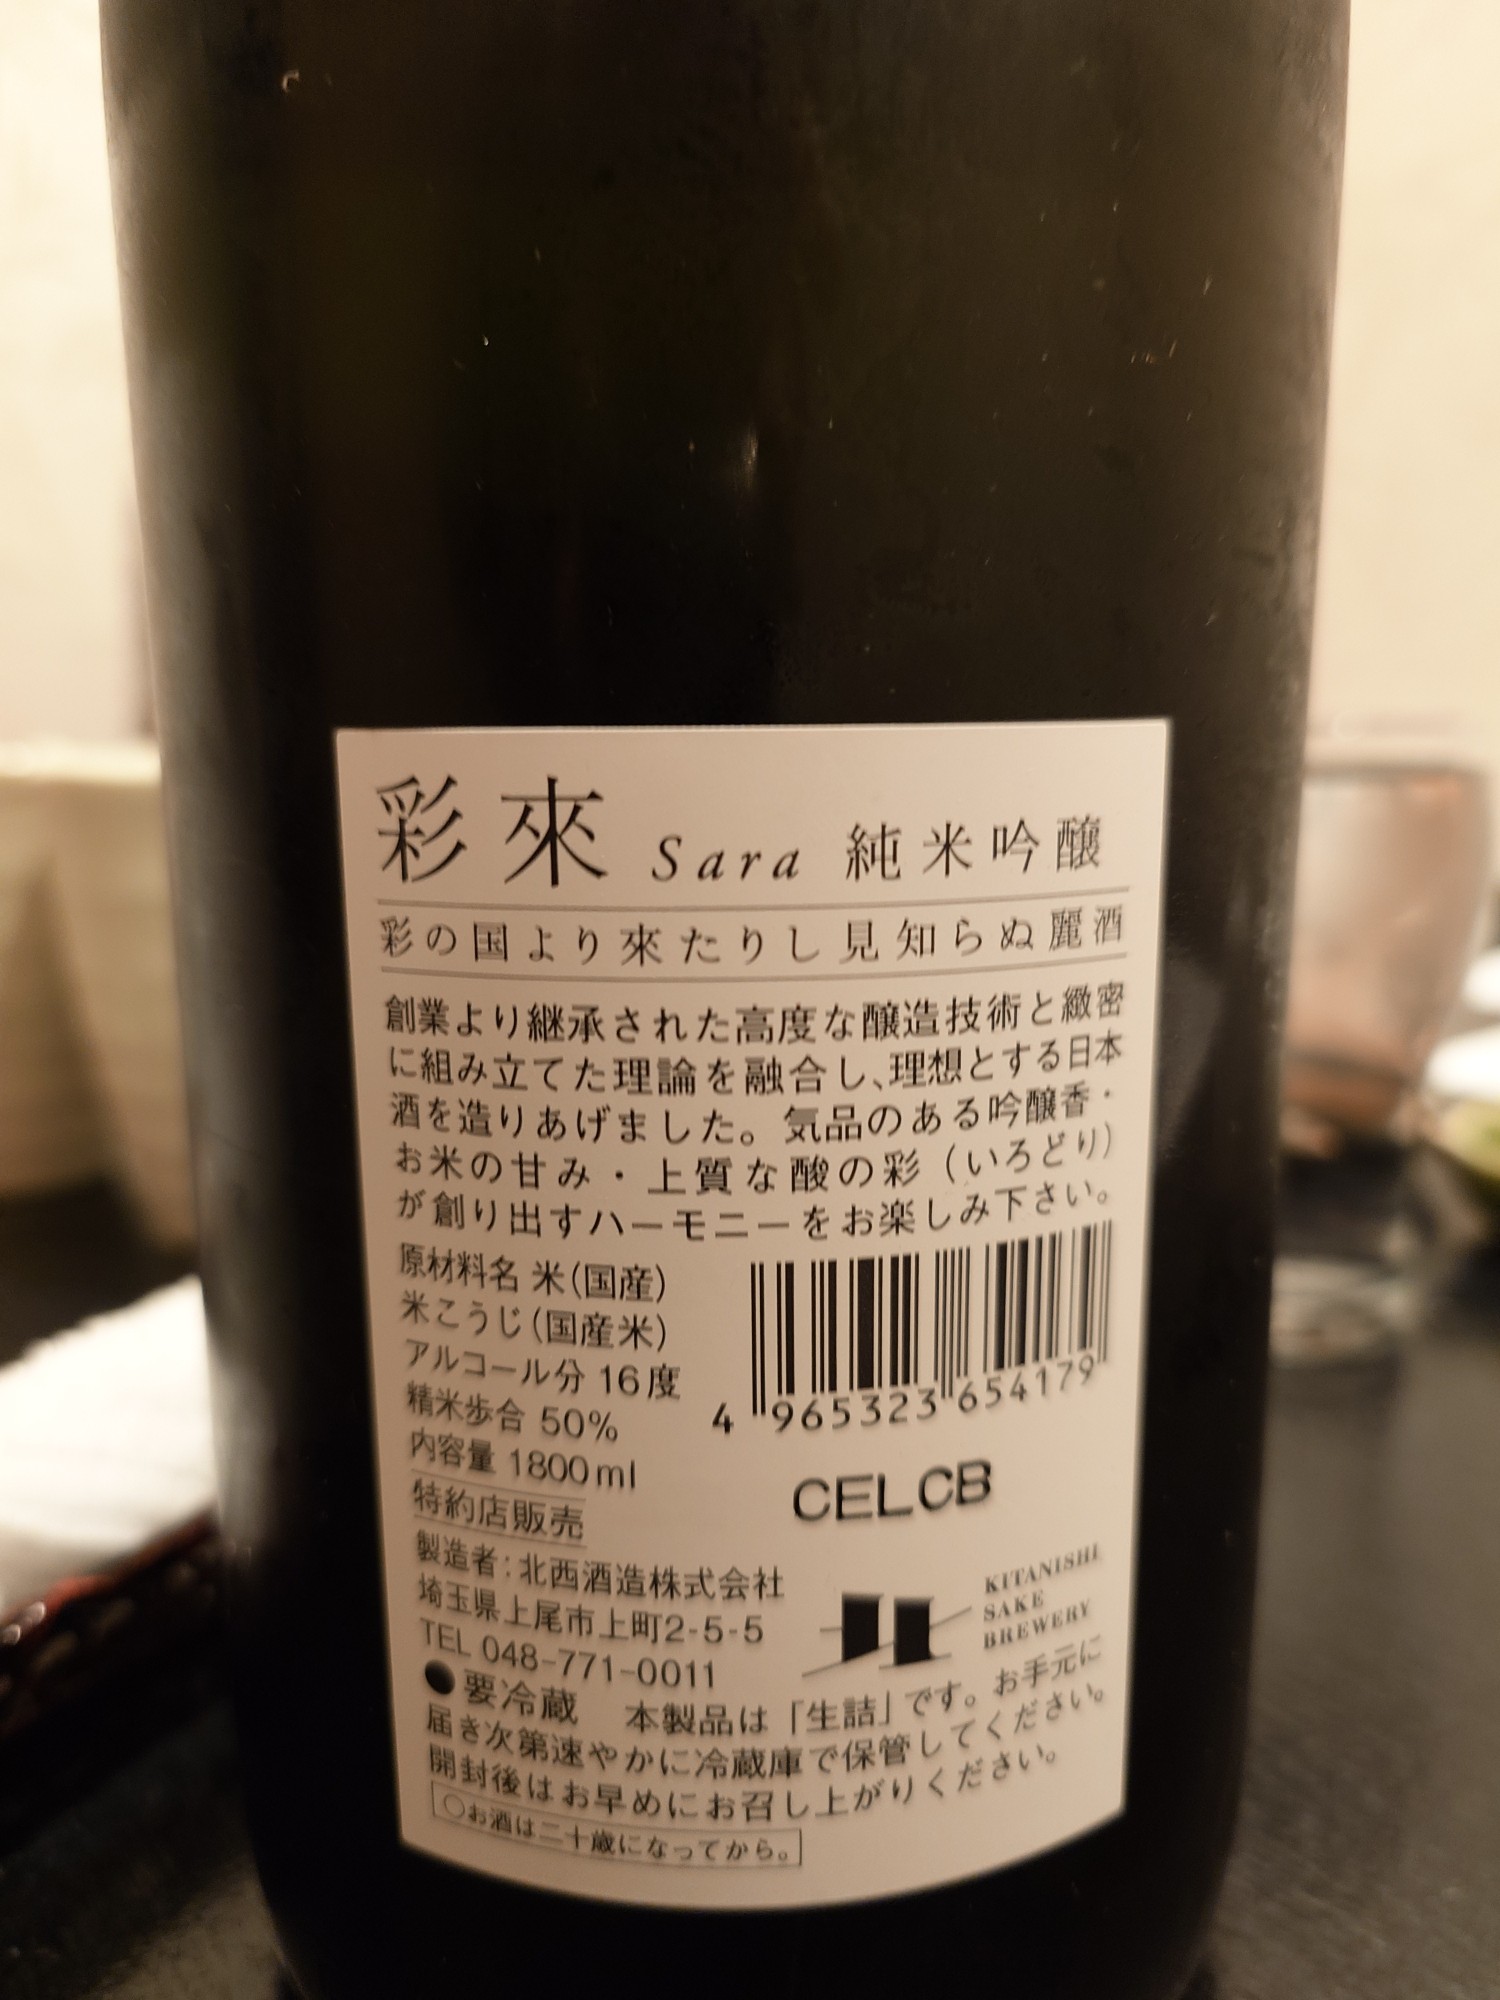 彩來 Sara 純米吟醸
彩の国より來たりし見知らぬ麗酒
創業より継承された高度な醸造技術と緻密
に組み立てた理論を融合し、理想とする日本
酒を造りあげました。気品のある吟醸香・
お米の甘み・上質な酸の彩（いろどり）
が創り出すハーモニーをお楽しみ下さい。
原材料名 米（国産）
米こうじ（国産米）
アルコール分 16度
精米歩合 50%
内容量 1800ml
特約店販売
4 965323 654179
CELCB
製造者：北西酒造株式会社
埼玉県上尾市上町2-5-5
TEL 048-771-0011
KITANISHI
SAKE
BREWERY
●要冷蔵 本製品は「生詰」です。お手元に
届き次第速やかに冷蔵庫で保管してください。
開封後はお早めにお召し上がりください。
○お酒は二十歳になってから。